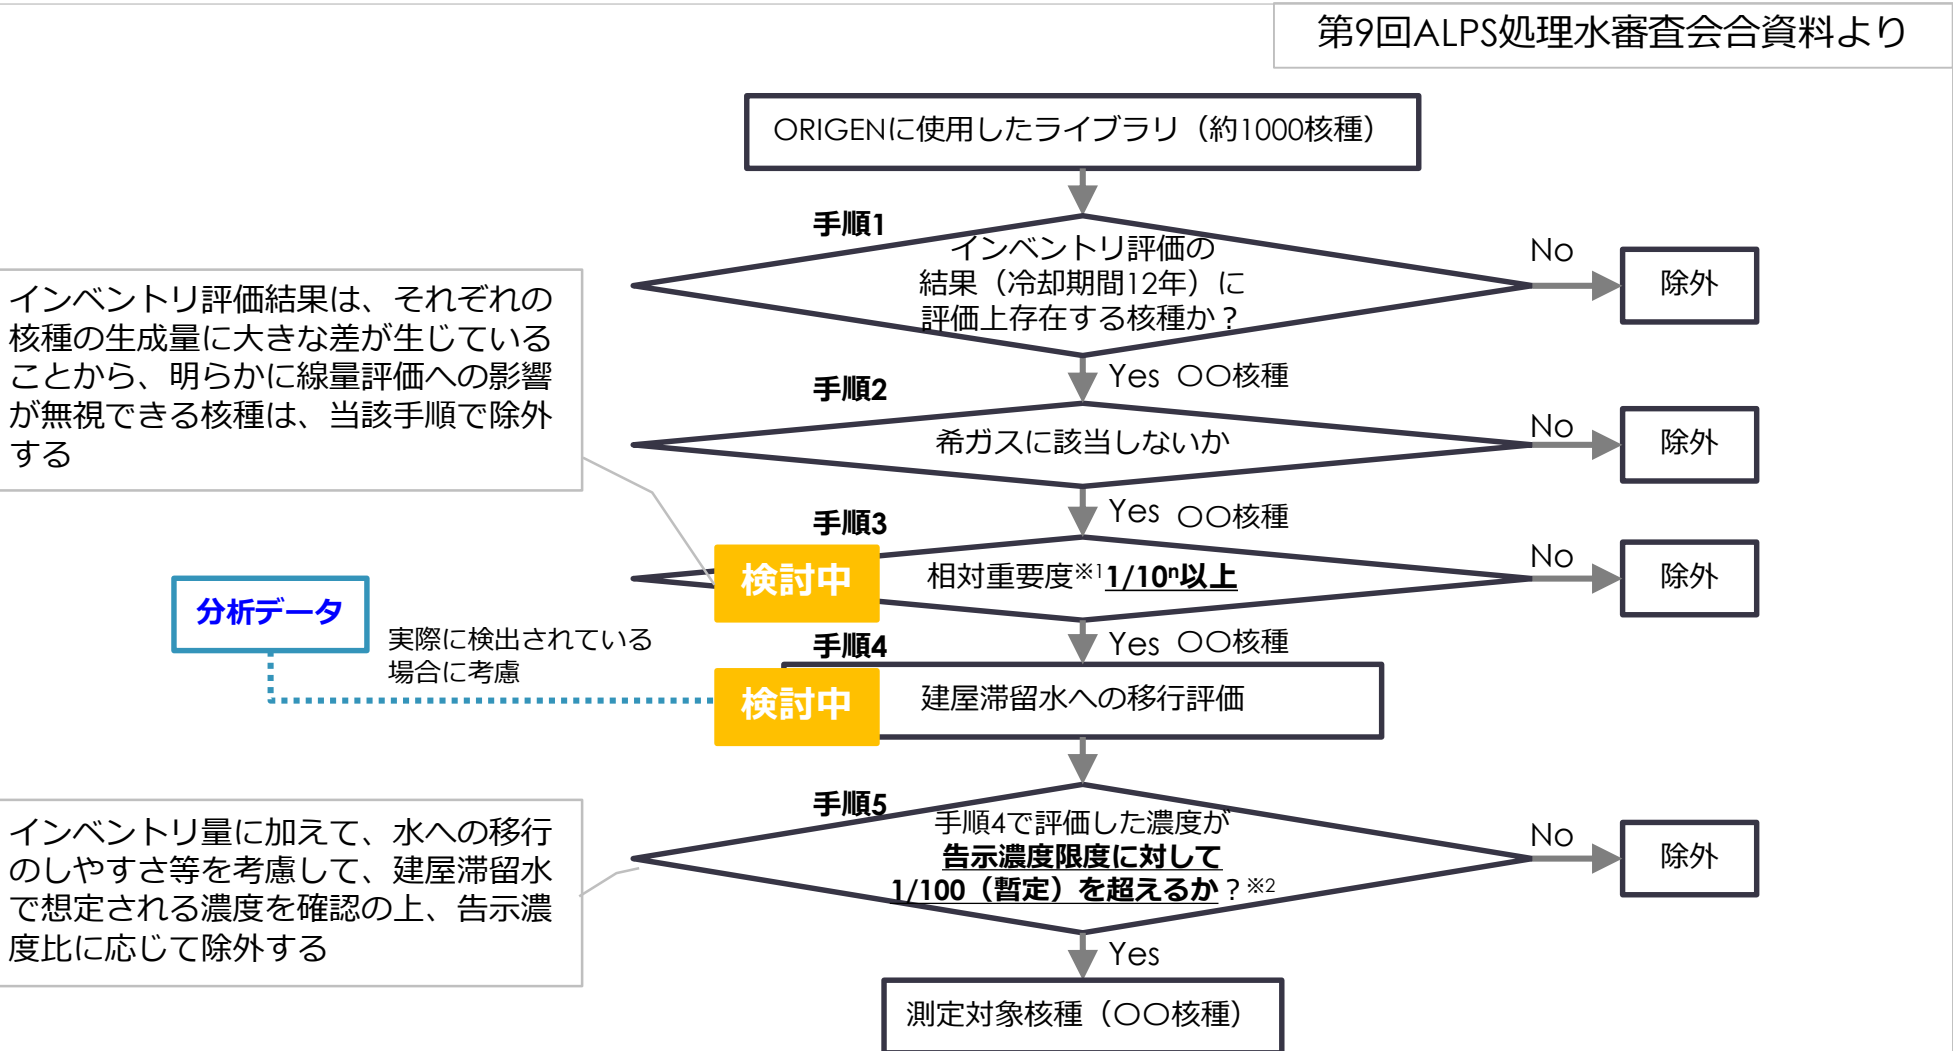 第9回ALPS処理水審査会合資料より
ORIGENに使用したライブラリ（約1000核種）
手順1
インベントリ評価の
結果（冷却期間12年）に
評価上存在する核種か？
No
除外
インベントリ評価結果は、それぞれの
核種の生成量に大きな差が生じている
ことから、明らかに線量評価への影響
が無視できる核種は、当該手順で除外
する
Yes 〇〇核種
手順2
希ガスに該当しないか
No
除外
Yes 〇〇核種
手順3
検討中
相対重要度※1 1/10ⁿ以上
No
除外
分析データ
実際に検出されている
場合に考慮
Yes 〇〇核種
手順4
検討中
建屋滞留水への移行評価
手順5
手順4で評価した濃度が
告示濃度限度に対して
1/100（暫定）を超えるか？※2
No
除外
インベントリ量に加えて、水への移行
のしやすさ等を考慮して、建屋滞留水
で想定される濃度を確認の上、告示濃
度比に応じて除外する
Yes
測定対象核種（〇〇核種）